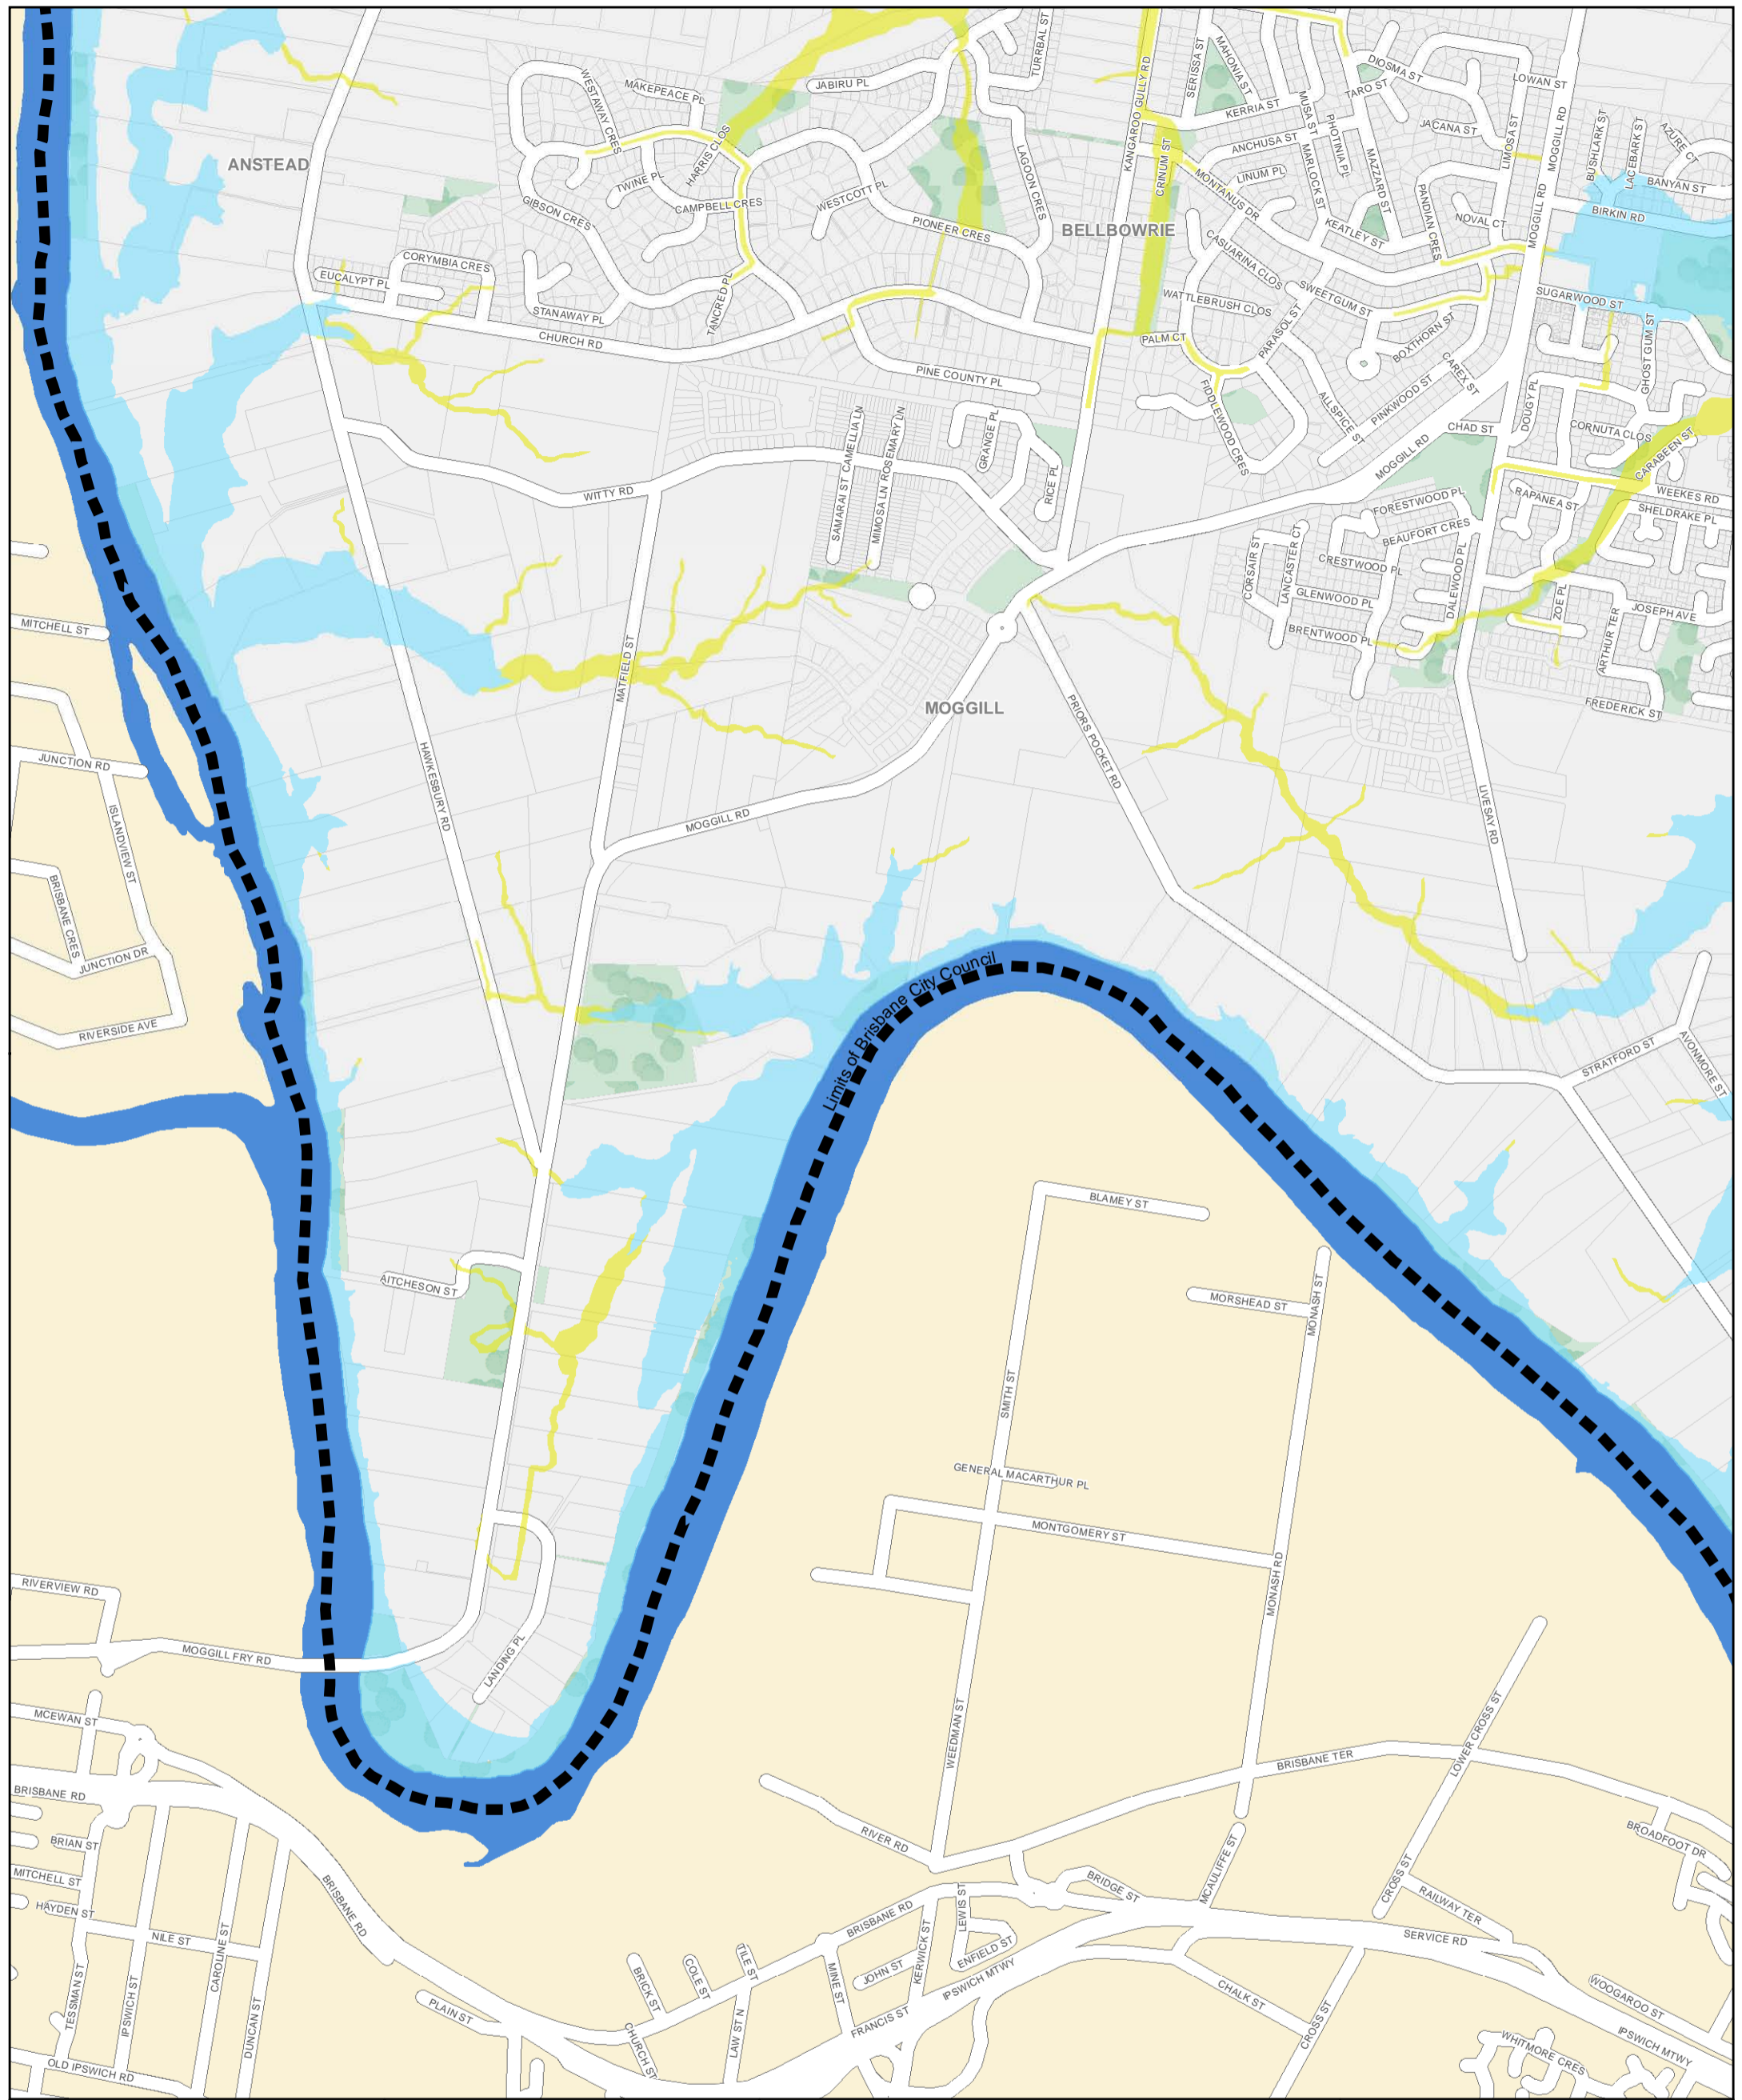 TURBAL ST
MAHONIA ST
SERISSA ST
WESTAWAY CRES
MAKEPEACE PL
JABIRU PL
KANGAROO GULLY RD
DIOSMA ST
TARO ST
LOWAN ST
KERRIA ST
MUSA ST
PHOTINIA PL
JACANA ST
LIMOSA ST
MOGGILL RD
BUSHLARK ST
LACEBARK ST
AZURE CT
ANSTEAD
HARRIS CLOS
LAGOON CRES
ANCHUSA ST
MARLOCK ST
MAZZARD ST
TWINE PL
CRINUM ST
LINUM PL
BANYAN ST
WESTCOTT PL
MONTANUS DR
PANDIAN CRES
GIBSON CRES
CAMPBELL CRES
BIRKIN RD
NOVAL CT
MOGGILL RD
PIONEER CRES
BELLBOWRIE
KEATLEY ST
CASUARINA CLOS
CORYMBIA CRES
EUCALYPT PL
TANCRED PL
SWEETGUM ST
SUGARWOOD ST
WATTLEBRUSH CLOS
STANAWAY PL
CHURCH RD
PALM CT
PARASOL ST
BOXTHORN ST
GHOST GUM ST
PINE COUNTY PL
CAREX ST
PINKWOOD ST
ALLSPICE ST
FIDDLEWOOD CRES
DOUGY PL
CHAD ST
CORNUTA CLOS
CAMELLIA LN
ROSEMARY LN
GRANGE PL
MOGGILL RD
CARABEEN ST
WITTY RD
SAMARAI ST
MIMOSA LN
RICE PL
FORESTWOOD PL
RAPANEA ST
WEEKES RD
SHELDRAKE PL
BEAUFORT CRES
CORSAIR ST
LANCASTER CT
CRESTWOOD PL
DALEWOOD PL
GLENWOOD PL
ZOE PL
JOSEPH AVE
MITCHELL ST
BRENTWOOD PL
ARTHUR TER
MATFIELD ST
MOGGILL
FREDERICK ST
PRIORS POCKET RD
JUNCTION RD
HAWKESBURY RD
LIVESAY RD
MOGGILL RD
ISLANDVIEW ST
BRISBANE CRES
JUNCTION DR
Limits of Brisbane City Council
RIVERSIDE AVE
STRATFORD ST
AVONMORE ST
BLAMEY ST
AITCHESON ST
MORSHEAD ST
MONASH ST
SMITH ST
GENERAL MACARTHUR PL
MONTGOMERY ST
MONASH RD
RIVERVIEW RD
MOGGILL FRY RD
LANDING PL
MCEWAN ST
WEEDMAN ST
LOWER CROSS ST
BRISBANE TER
BRISBANE RD
RIVER RD
BROADFOOT DR
BRIAN ST
MCAULIFFE ST
MITCHELL ST
BRISBANE RD
BRIDGE ST
CROSS ST
RAILWAY TER
HAYDEN ST
BRISBANE RD
LEWIS ST
NILE ST
KERWICK ST
ENFIELD ST
SERVICE RD
CAROLINE ST
TILE ST
COLE ST
BRICK ST
MINE ST
JOHN ST
IPSWICH MTWY
TESSMAN ST
IPSWICH ST
CHALK ST
WOOGAROO ST
PLAIN ST
DUNCAN ST
FRANCIS ST
LAW ST N
CHURCH ST
CROSS ST
IPSWICH MTWY
WHITMORE CRES
OLD IPSWICH RD